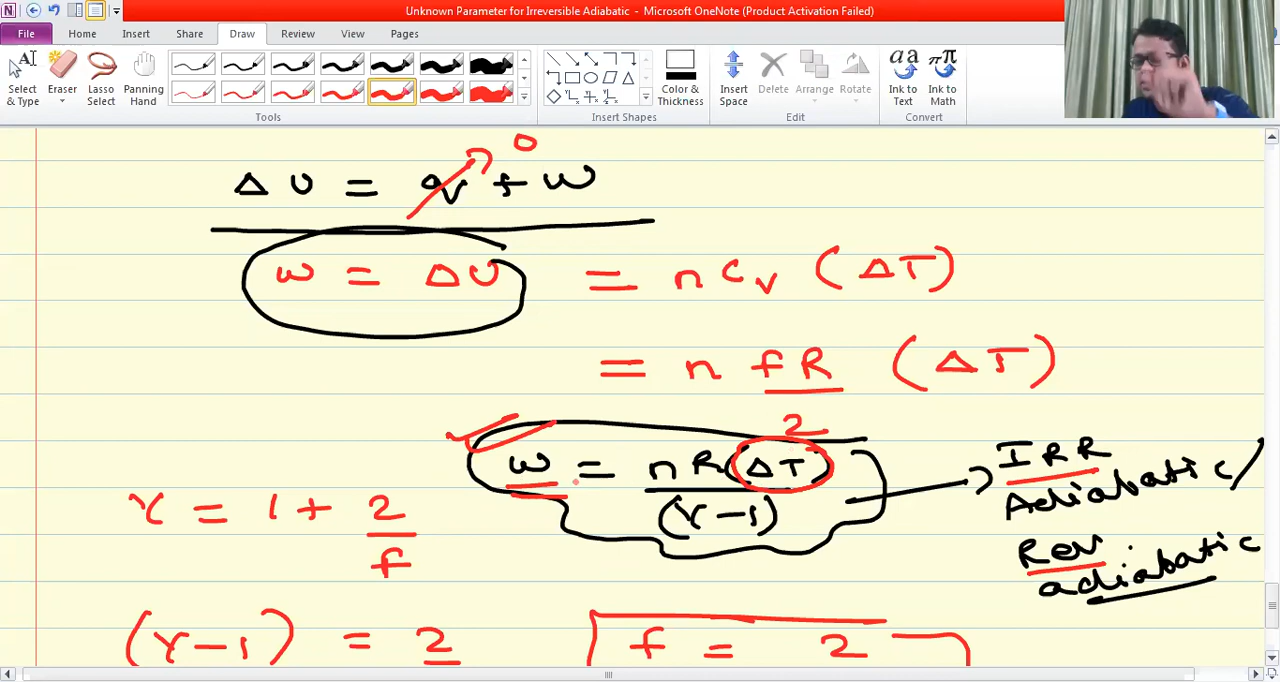 Unknown Parameter for Irreversible Adiabatic - Microsoft OneNote (Product Activation Failed)
File Home Insert Share Draw Review View Pages
Select & Type Eraser Lasso Select Panning Hand Color & Thickness Insert Space Delete Arrange Rotate Ink to Text Ink to Math
Tools Insert Shapes Edit Convert
0
ΔU = q + w
w = ΔU = n Cv (ΔT)
= n fR (ΔT)
2
w = nR(ΔT)
(γ-1)
IRR
Adiabatic/
Rev.
adiabatic
γ = 1 + 2
f
(γ-1) = 2
f = 2